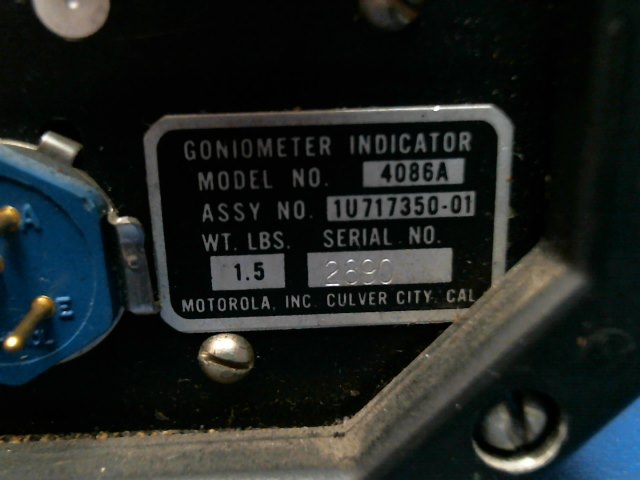 GONIOMETER INDICATOR
MODEL NO. 4086A
ASSY NO. 1U717350-01
WT. LBS. SERIAL NO.
1.5 2690
MOTOROLA, INC. CULVER CITY, CAL
A
E